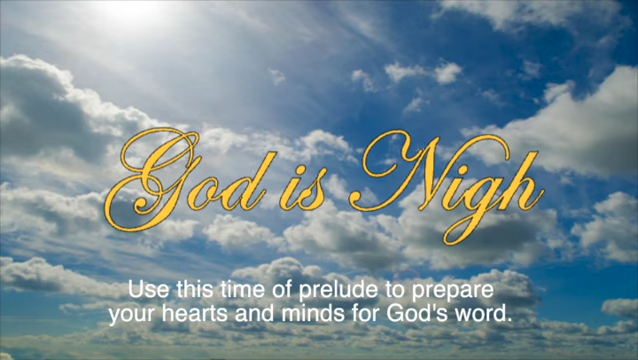 God is Nigh
Use this time of prelude to prepare
your hearts and minds for God's word.